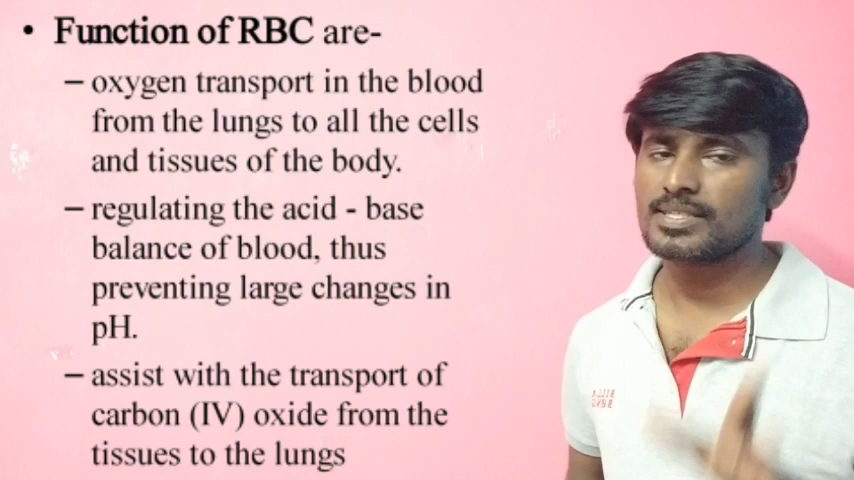 • Function of RBC are-
– oxygen transport in the blood
from the lungs to all the cells
and tissues of the body.
– regulating the acid - base
balance of blood, thus
preventing large changes in
pH.
– assist with the transport of
carbon (IV) oxide from the
tissues to the lungs